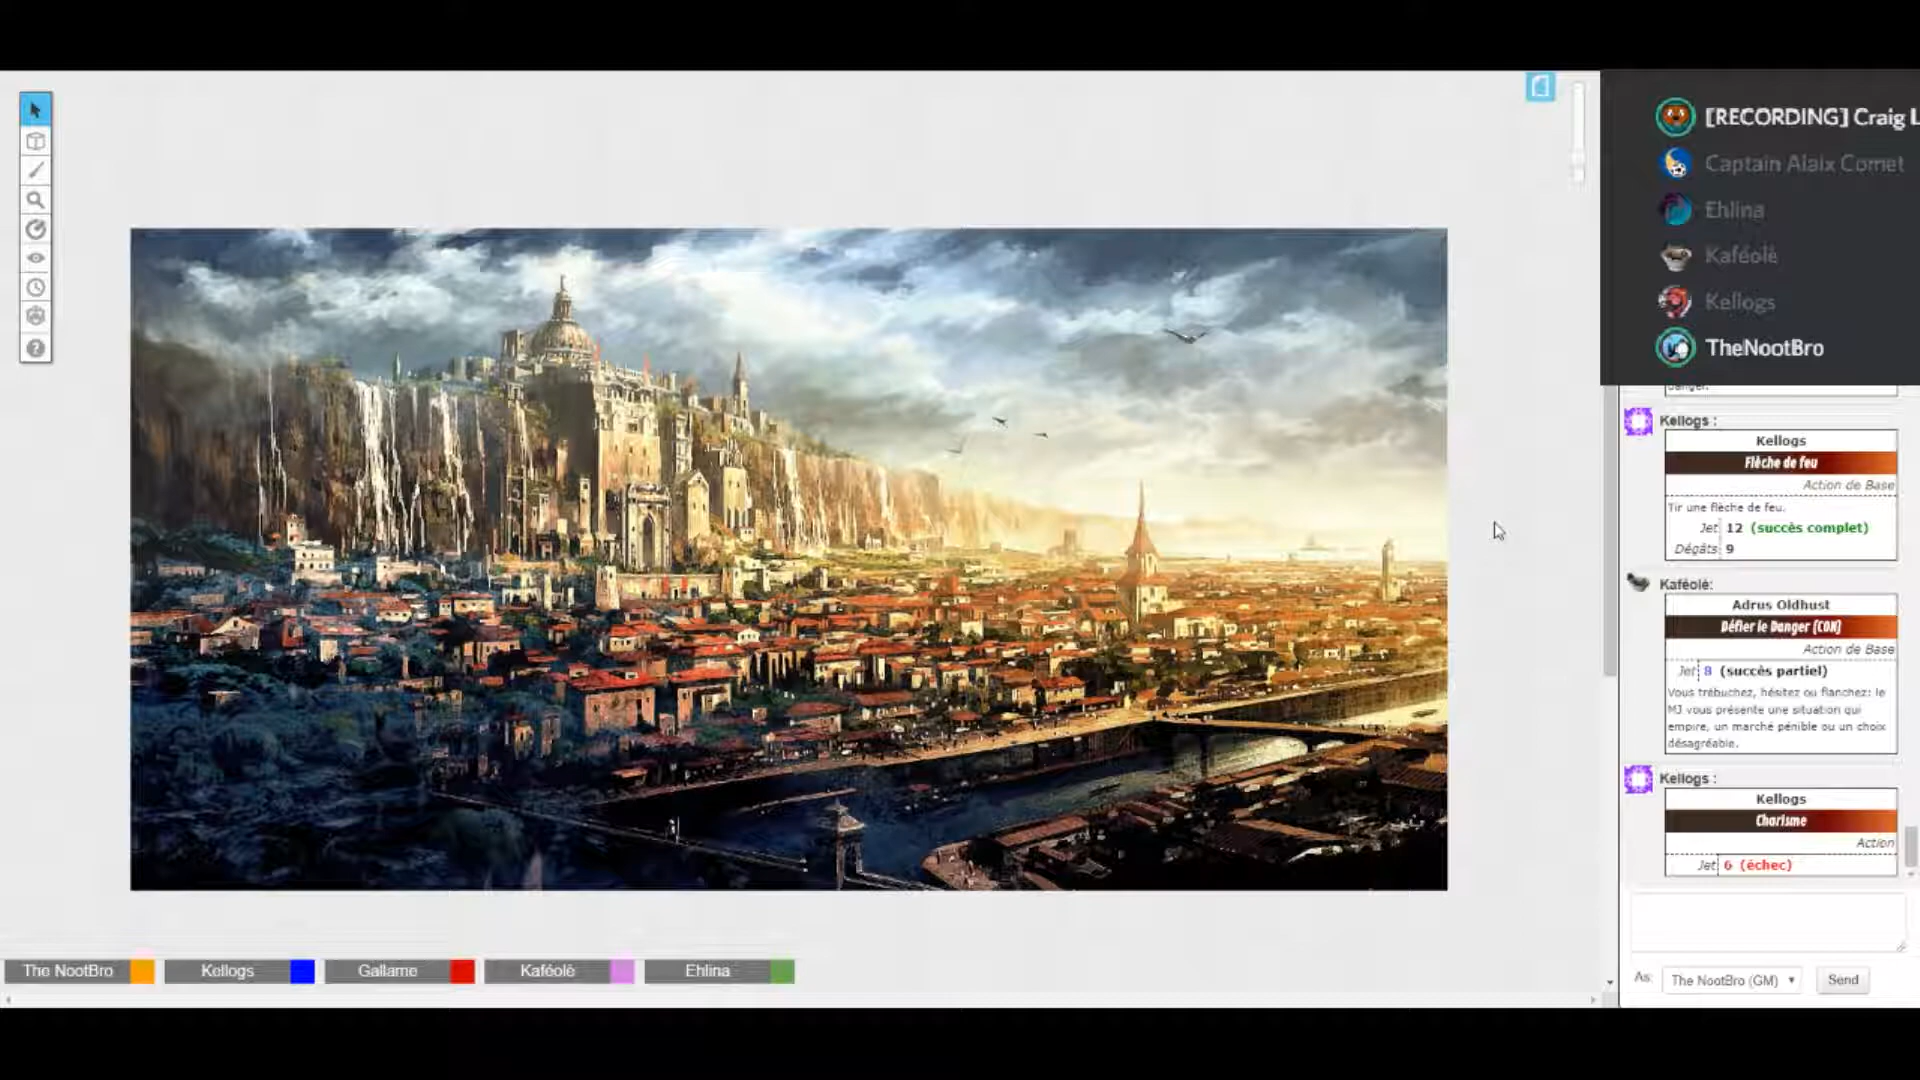 [RECORDING] Craig L
Captain Alaix Comet
Ehlina
Kaféolè
Kellogs
TheNootBro
danger.
Kellogs :
Kellogs
Flèche de feu
Action de Base
Tir une flèche de feu.
Jet 12 (succès complet)
Dégâts 9
Kaféolè:
Adrus Oldhust
Défier le Danger (CON)
Action de Base
Jet 8 (succès partiel)
Vous trébuchez, hésitez ou flanchez: le
MJ vous présente une situation qui
empire, un marché pénible ou un choix
désagréable.
Kellogs :
Kellogs
Charisme
Action
Jet 6 (échec)
The NootBro
Kellogs
Gallame
Kaféolè
Ehlina
As: The NootBro (GM) Send